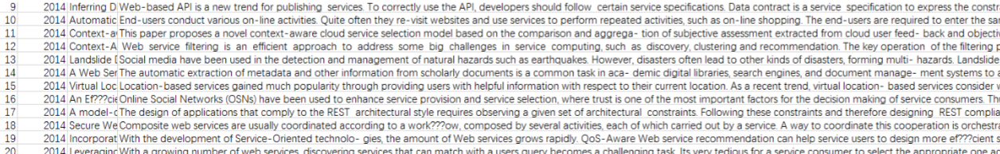 9 2014 Inferring D Web-based API is a new trend for publishing services. To correctly use the API, developers should follow certain service specifications. Data contract is a service specification to express the constr
10 2014 Automatic End-users conduct various on-line activities. Quite often they re-visit websites and use services to perform repeated activities, such as on-line shopping. The end-users are required to enter the sa
11 2014 Context-a This paper proposes a novel context-aware cloud service selection model based on the comparison and aggrega- tion of subjective assessment extracted from cloud user feed- back and objecti
12 2014 Context-A Web service filtering is an efficient approach to address some big challenges in service computing, such as discovery, clustering and recommendation. The key operation of the filtering p
13 2014 Landslide D Social media have been used in the detection and management of natural hazards such as earthquakes. However, disasters often lead to other kinds of disasters, forming multi- hazards. Landslide
14 2014 A Web Ser The automatic extraction of metadata and other information from scholarly documents is a common task in aca- demic digital libraries, search engines, and document manage- ment systems to a
15 2014 Virtual Loc Location-based services gained much popularity through providing users with helpful information with respect to their current location. As a recent trend, virtual location- based services consider v
16 2014 An Ef???cie Online Social Networks (OSNs) have been used to enhance service provision and service selection, where trust is one of the most important factors for the decision making of service consumers. Th
17 2014 A model-c The design of applications that comply to the REST architectural style requires observing a given set of architectural constraints. Following these constraints and therefore designing REST complia
18 2014 Secure We Composite web services are usually coordinated according to a work???ow, composed by several activities, each of which carried out by a service. A way to coordinate this cooperation is orchestr
19 2014 Incorporat With the development of Service-Oriented technolo- gies, the amount of Web services grows rapidly. QoS-Aware Web service recommendation can help service users to design more ef???cient s
20 2014 Leveraging With a growing number of web services, discovering services that can match with a users query becomes a challenging task. Its very tedious for a service consumer to select the appropriate one